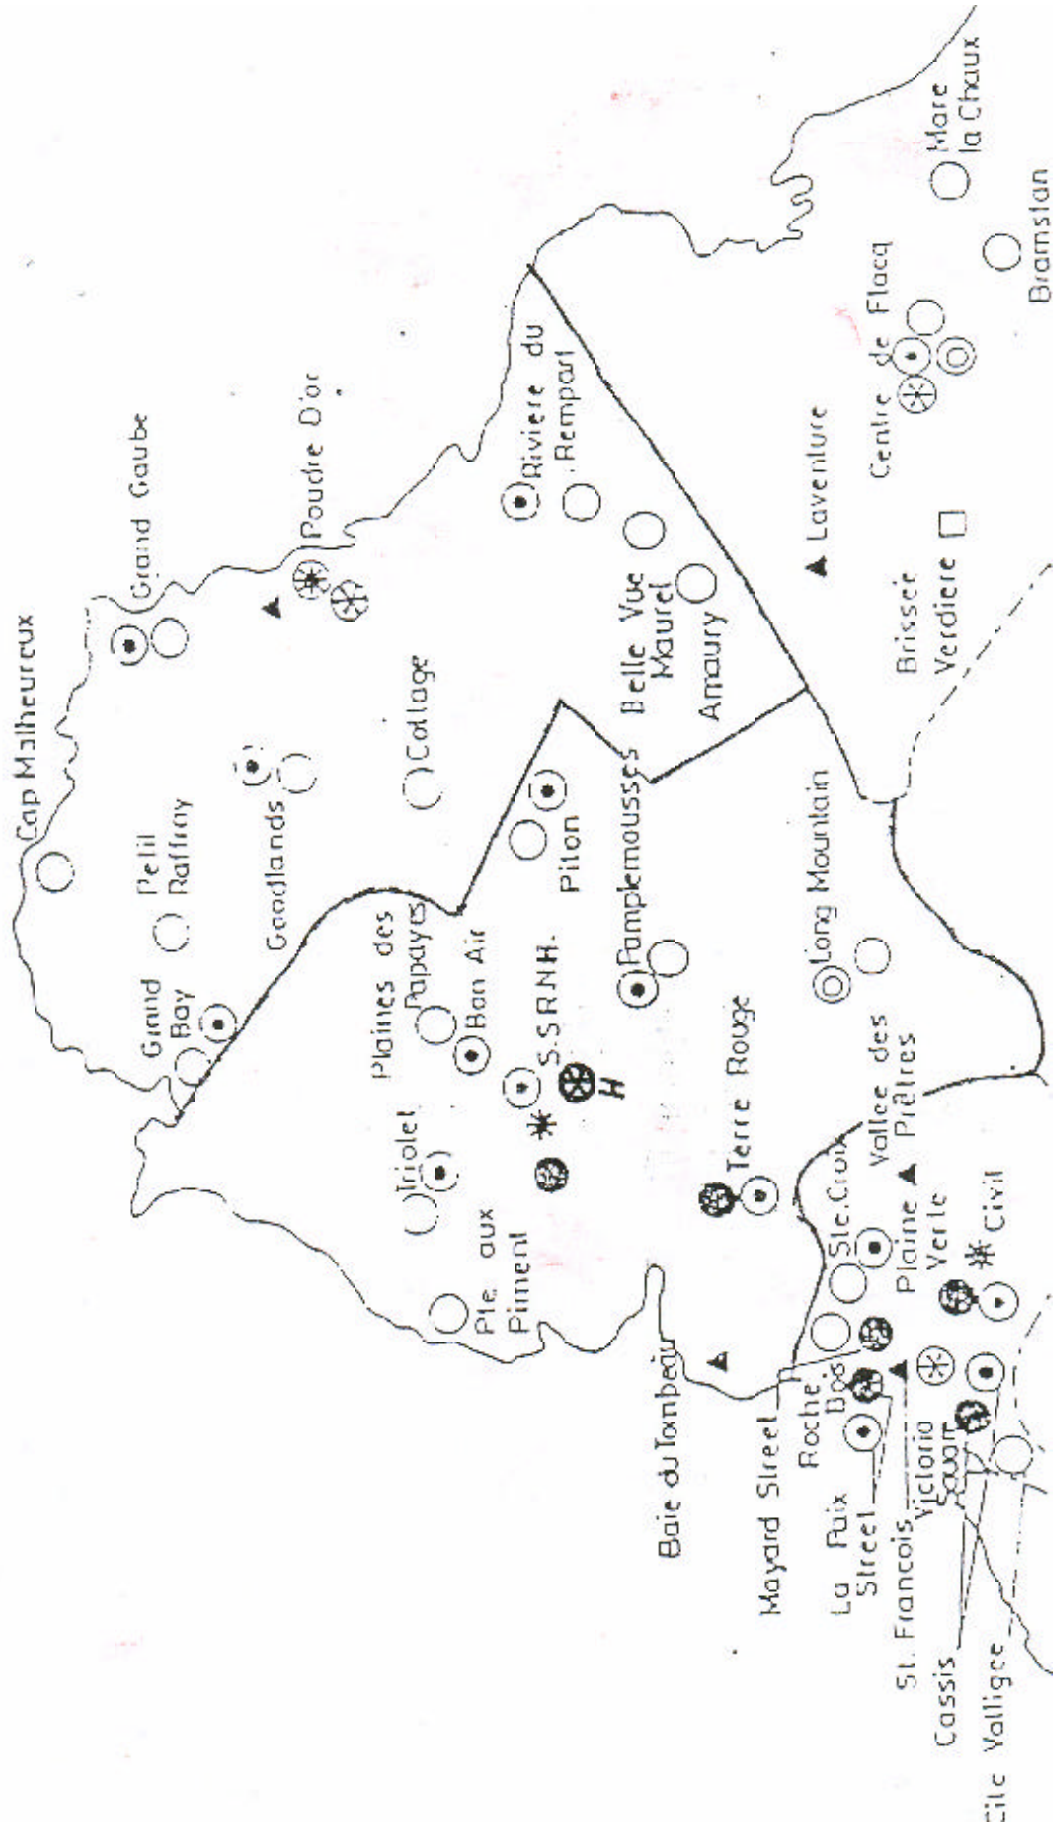 Cap Malheureux
Grand Gaube
Petit
Raffray
Grand
Bay
Goodlands
Poudre D'or
Cottage
Plaines des
Papayes
Bon Air
Triolet
Pte aux
Piment
S.S.R.N.H.
H
Piton
Riviere du
Rempart
Belle Vue
Maurel
Amaury
Pamplemousses
Terre Rouge
Long Mountain
Baie du Tombeau
Mayard Street
Roche
Bois
La Paix
Street
Ste. Croix
Vallee des
Prêtres
Plaine
Verte
Civil
St. Francois
Victoria
Square
Cassis
Cite Valligee
Laventure
Centre de Flacq
Brisseé
Verdiere
Mare
la Chaux
Bramstan